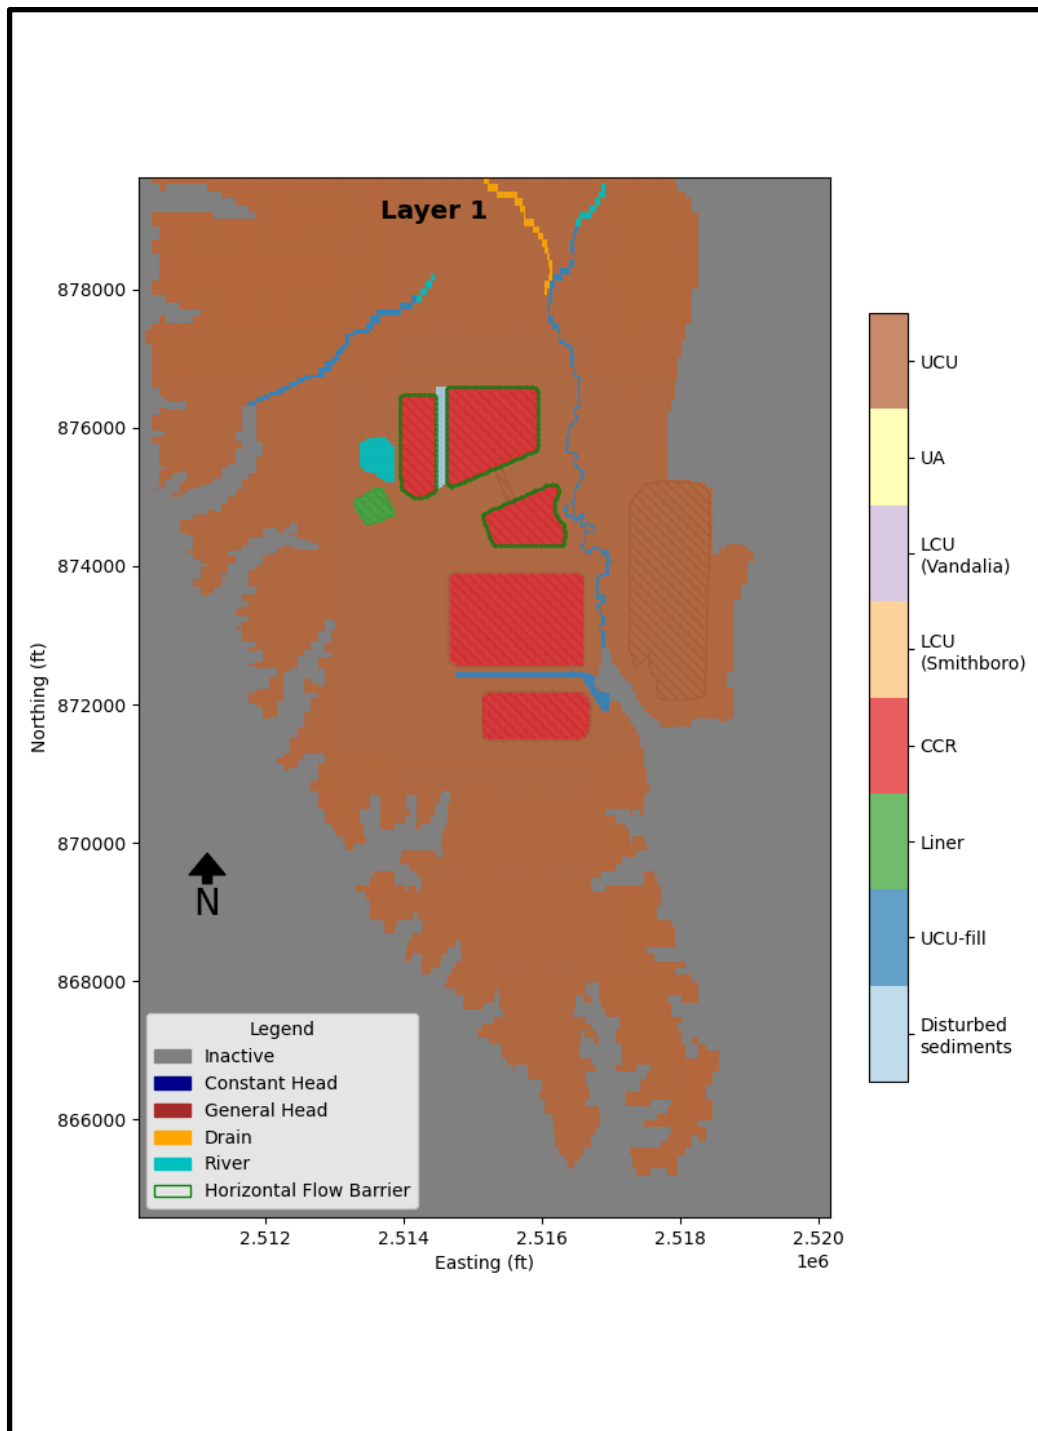 Layer 1
878000
876000
874000
872000
870000
868000
866000
Northing (ft)
N
Legend
Inactive
Constant Head
General Head
Drain
River
Horizontal Flow Barrier
2.512
2.514
2.516
2.518
2.520
1e6
Easting (ft)
UCU
UA
LCU
(Vandalia)
LCU
(Smithboro)
CCR
Liner
UCU-fill
Disturbed
sediments